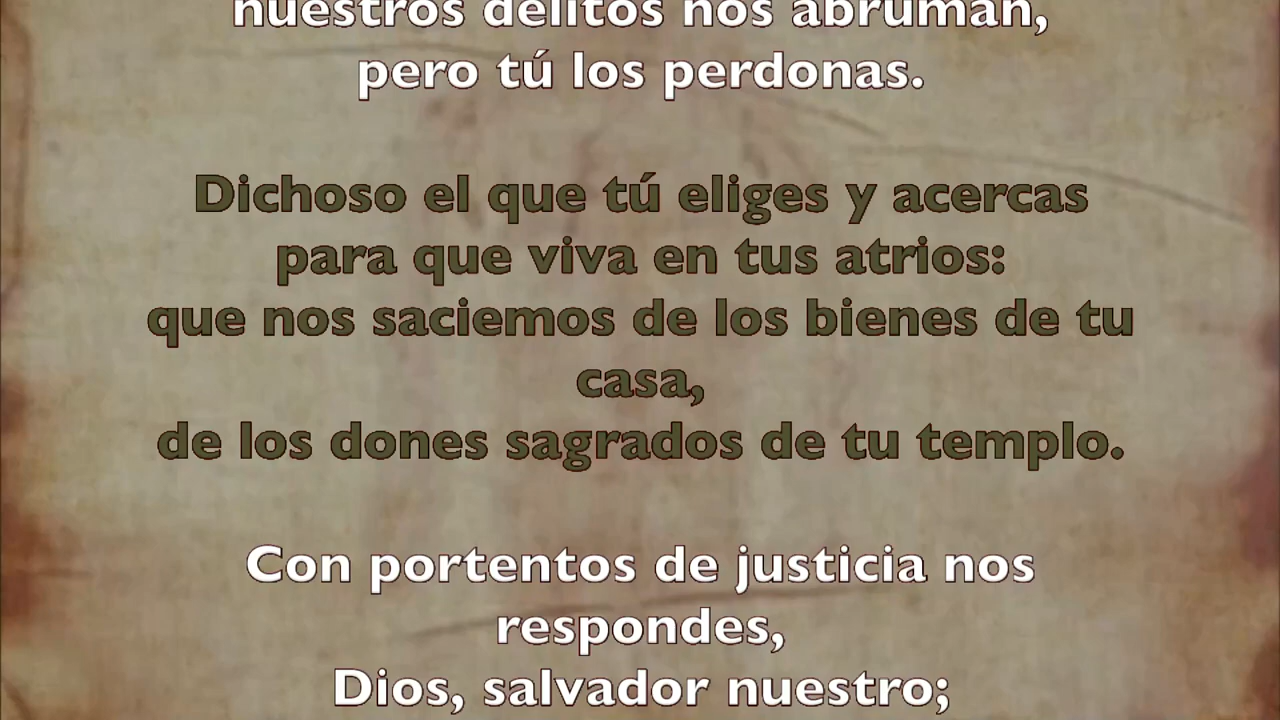 nuestros delitos nos abruman,
pero tú los perdonas.
Dichoso el que tú eliges y acercas
para que viva en tus atrios:
que nos saciemos de los bienes de tu
casa,
de los dones sagrados de tu templo.
Con portentos de justicia nos
respondes,
Dios, salvador nuestro;